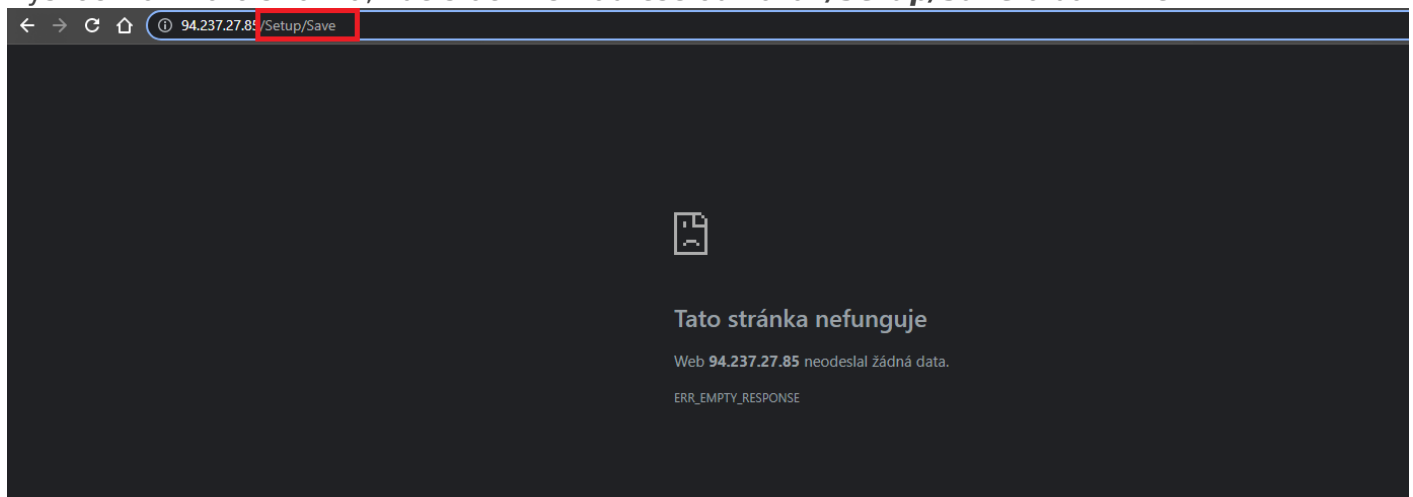 94.237.27.85/Setup/Save
Tato stránka nefunguje
Web 94.237.27.85 neodeslal žádná data.
ERR_EMPTY_RESPONSE